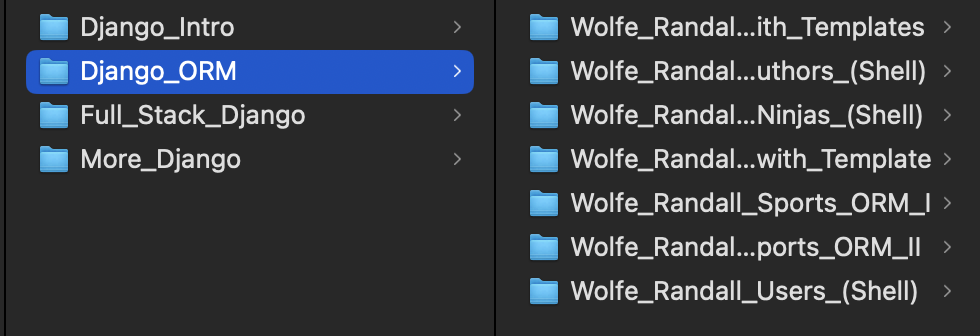 Django_Intro
Django_ORM
Full_Stack_Django
More_Django
Wolfe_Randal...ith_Templates
Wolfe_Randal...uthors_(Shell)
Wolfe_Randal...Ninjas_(Shell)
Wolfe_Randal...with_Template
Wolfe_Randall_Sports_ORM_I
Wolfe_Randal...ports_ORM_II
Wolfe_Randall_Users_(Shell)